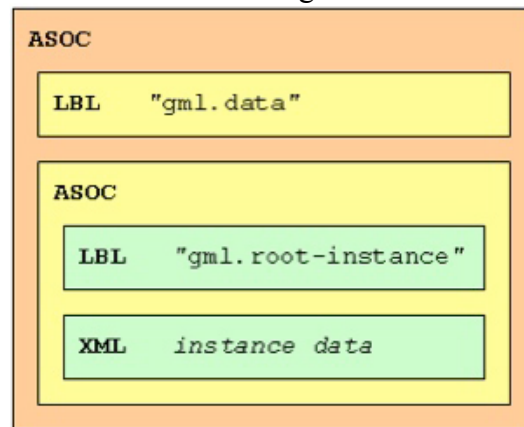 ASOC
LBL "gml.data"
ASOC
LBL "gml.root-instance"
XML instance data